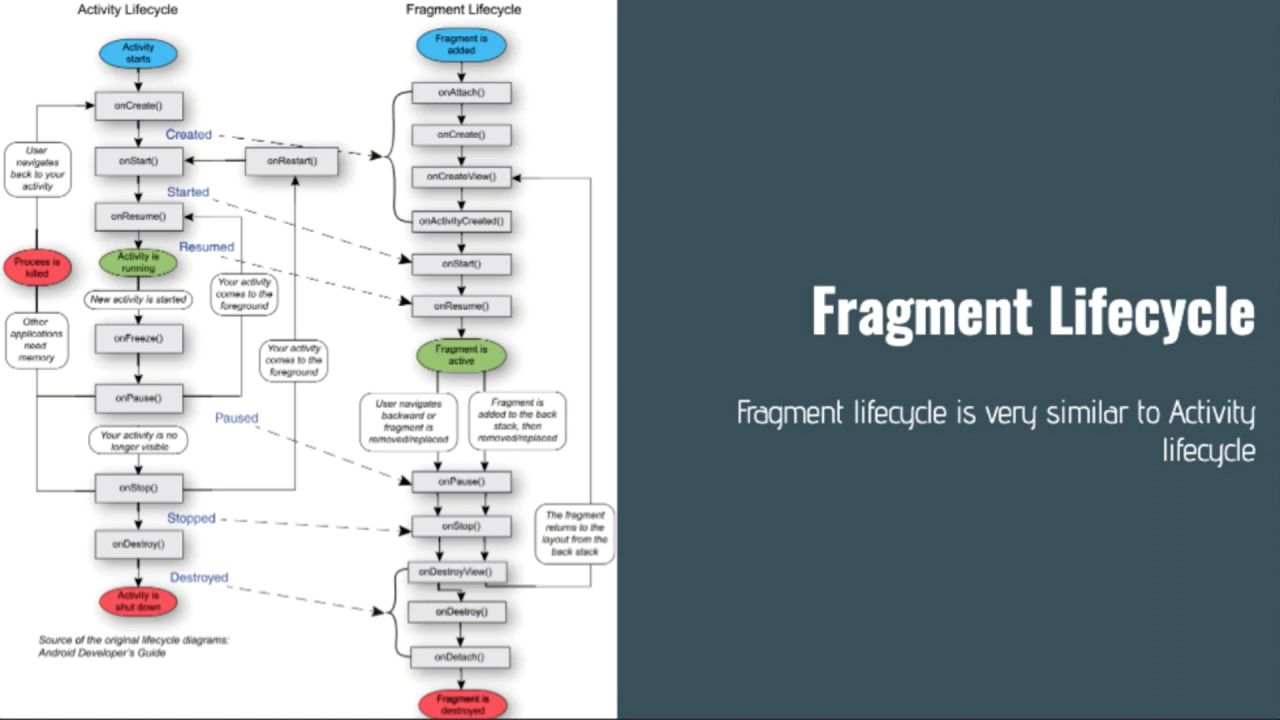 Activity Lifecycle
Activity
starts
onCreate()
Created
User
navigates
back to your
activity
onStart()
onRestart()
Started
onResume()
Resumed
Process is
killed
Activity is
running
New activity is started
Your activity
comes to the
foreground
Other
applications
need
memory
onFreeze()
Your activity
comes to the
foreground
onPause()
Paused
Your activity is no
longer visible
onStop()
Stopped
onDestroy()
Destroyed
Activity is
shut down
Source of the original lifecycle diagrams:
Android Developer's Guide
Fragment Lifecycle
Fragment is
added
onAttach()
onCreate()
onCreateView()
onActivityCreated()
onStart()
onResume()
Fragment is
active
User navigates
backward or
fragment is
removed/replaced
Fragment is
added to the back
stack, then
removed/replaced
onPause()
onStop()
The fragment
returns to the
layout from the
back stack
onDestroyView()
onDestroy()
onDetach()
Fragment is
destroyed
Fragment Lifecycle
Fragment lifecycle is very similar to Activity
lifecycle